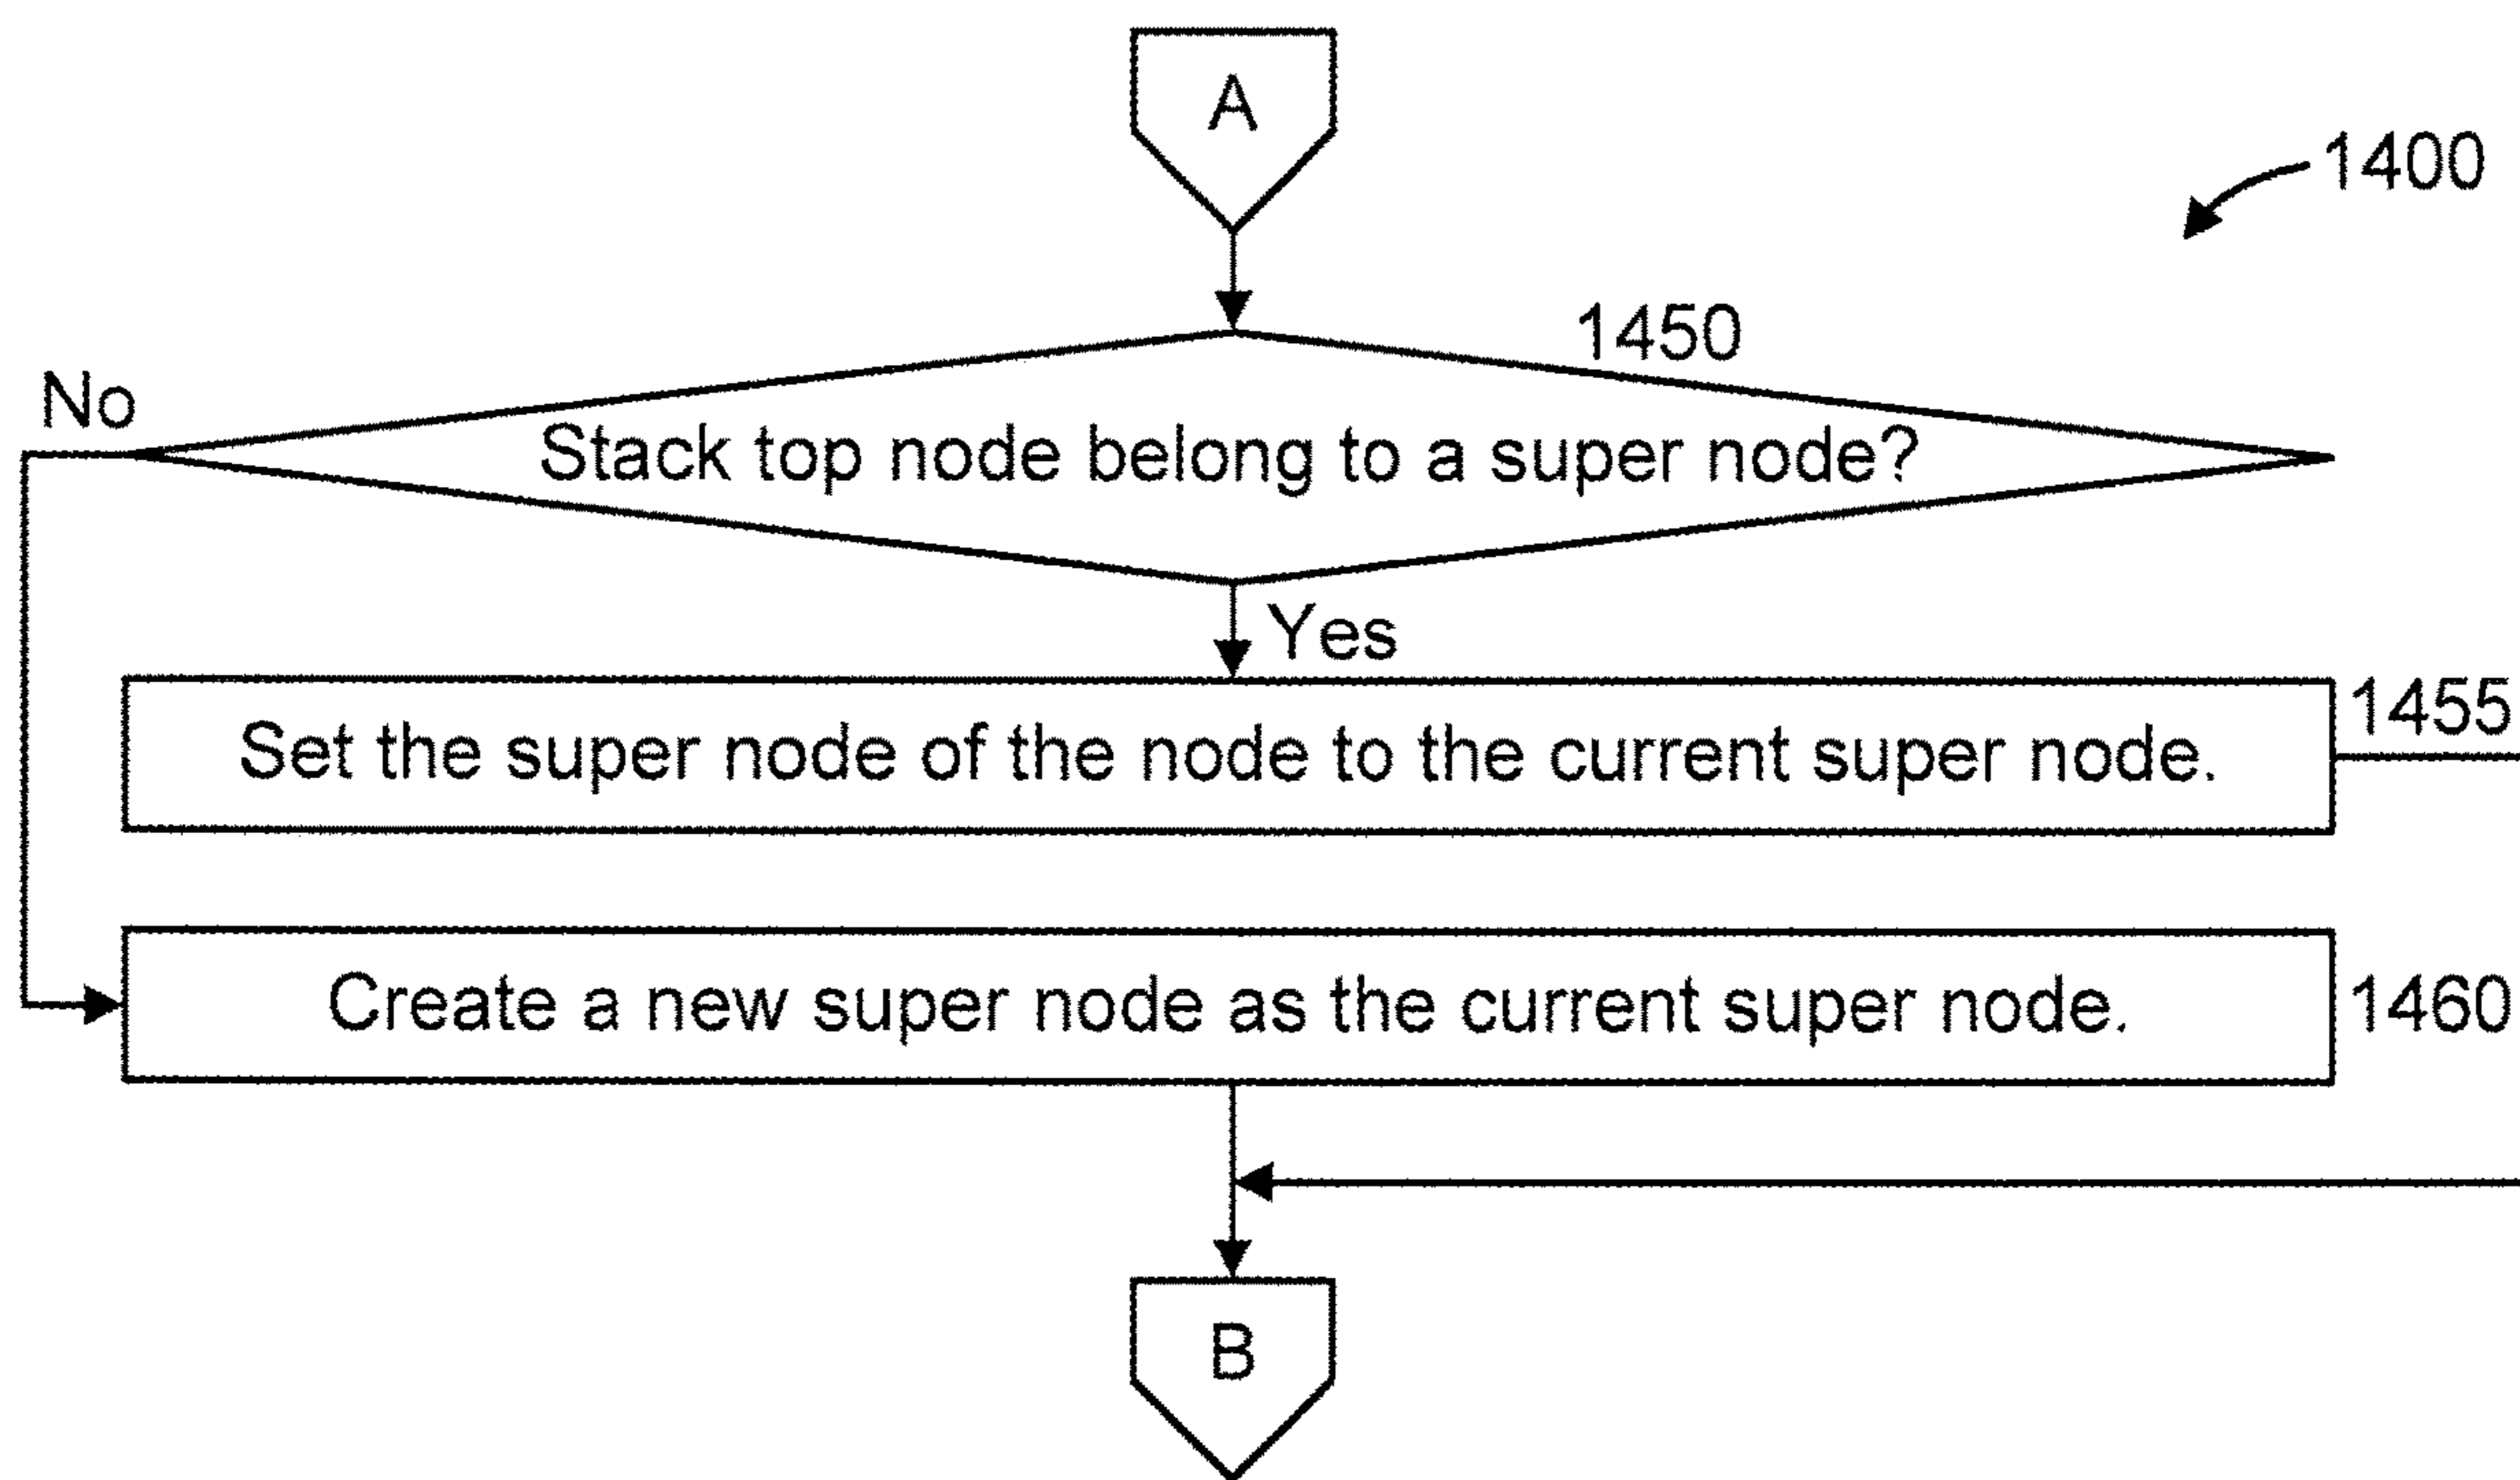 A
1400
1450
No
Stack top node belong to a super node?
Yes
Set the super node of the node to the current super node.
1455
Create a new super node as the current super node.
1460
B